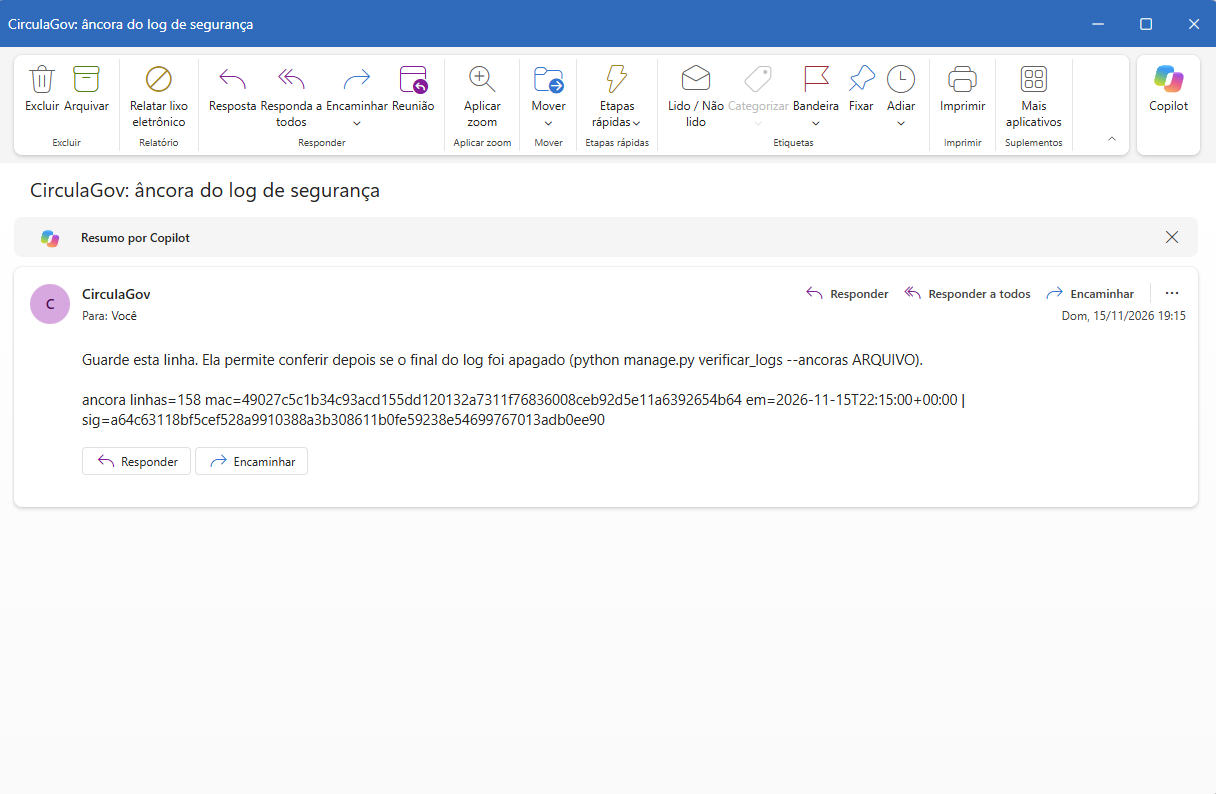 CirculaGov: âncora do log de segurança
Excluir
Arquivar
Excluir
Relatar lixo
eletrônico
Relatório
Resposta
Responda a
todos
Encaminhar
Reunião
Responder
Aplicar
zoom
Aplicar zoom
Mover
Mover
Etapas
rápidas
Etapas rápidas
Lido / Não
lido
Categorizar
Bandeira
Fixar
Adiar
Etiquetas
Imprimir
Imprimir
Mais
aplicativos
Suplementos
Copilot
CirculaGov: âncora do log de segurança
Resumo por Copilot
C
CirculaGov
Para: Você
Responder
Responder a todos
Encaminhar
Dom, 15/11/2026 19:15
Guarde esta linha. Ela permite conferir depois se o final do log foi apagado (python manage.py verificar_logs --ancoras ARQUIVO).
ancora linhas=158 mac=49027c5c1b34c93acd155dd120132a7311f76836008ceb92d5e11a6392654b64 em=2026-11-15T22:15:00+00:00 |
sig=a64c63118bf5cef528a9910388a3b308611b0fe59238e54699767013adb0ee90
Responder
Encaminhar